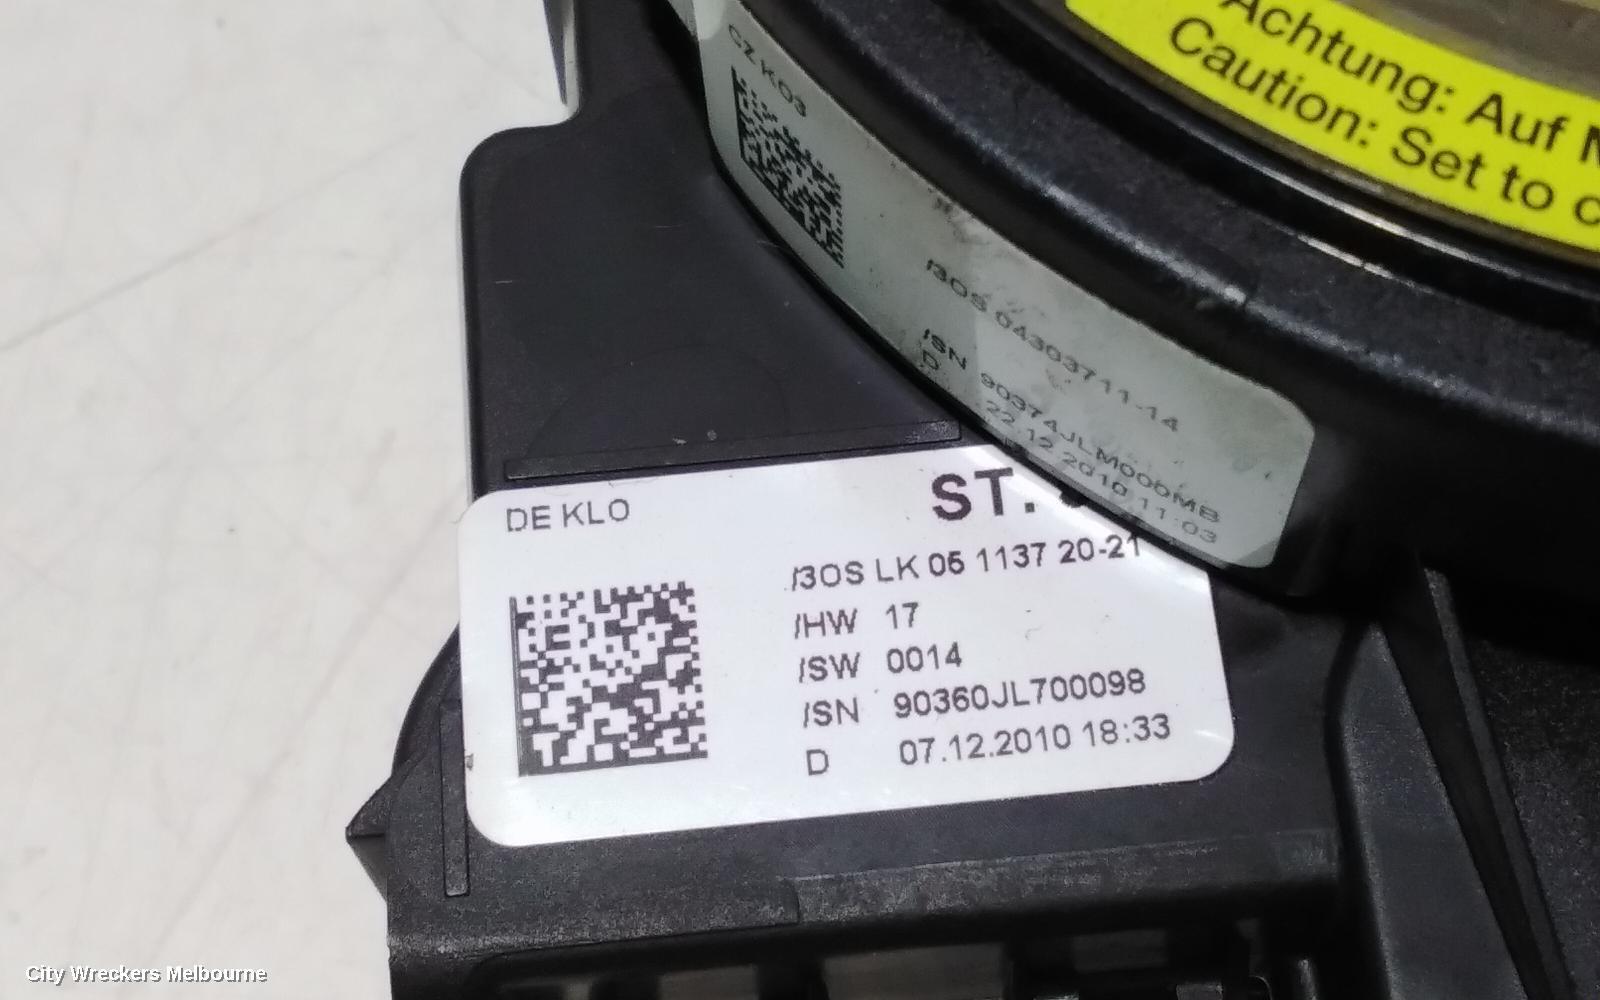 Achtung: Auf
Caution: Set to
CZ K03
/3OS 04303711-14
/SN 90374JLM000MB
D 22.12.2010 11:03
DE KLO
ST.
/3OS LK 05 1137 20-21
/HW 17
/SW 0014
/SN 90360JL700098
D 07.12.2010 18:33
City Wreckers Melbourne